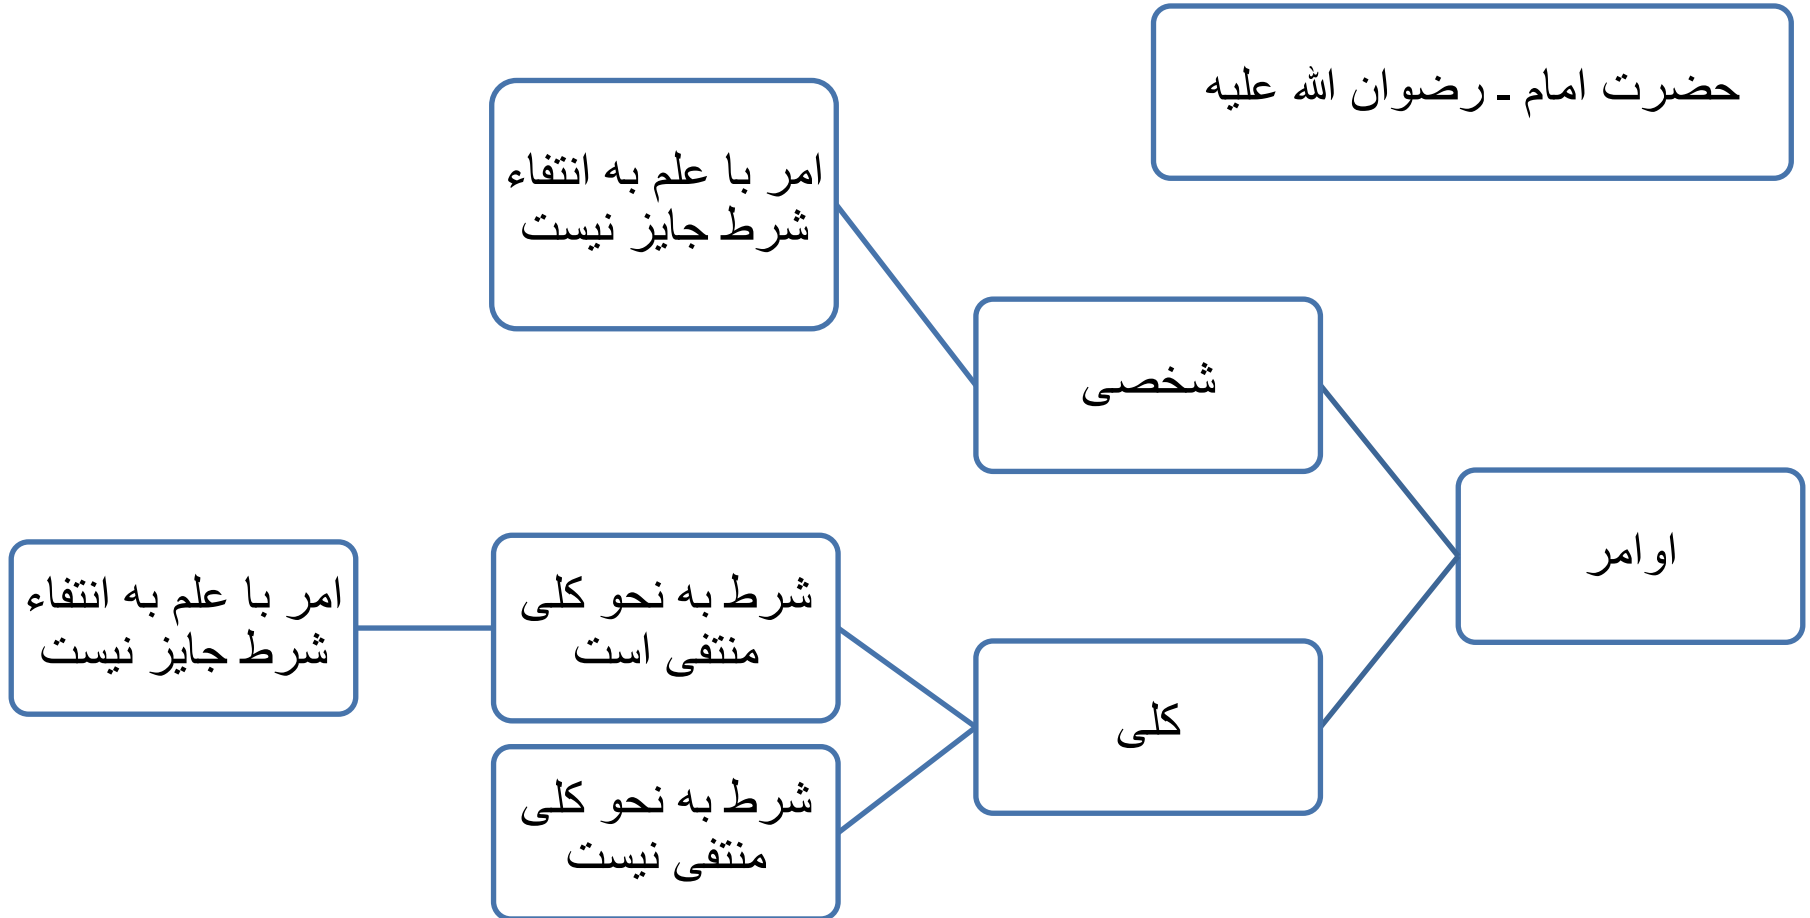 حضرت امام ـ رضوان الله علیه
اوامر
شخصی
امر با علم به انتفاء
شرط جایز نیست
کلی
شرط به نحو کلی
منتفی است
امر با علم به انتفاء
شرط جایز نیست
شرط به نحو کلی
منتفی نیست